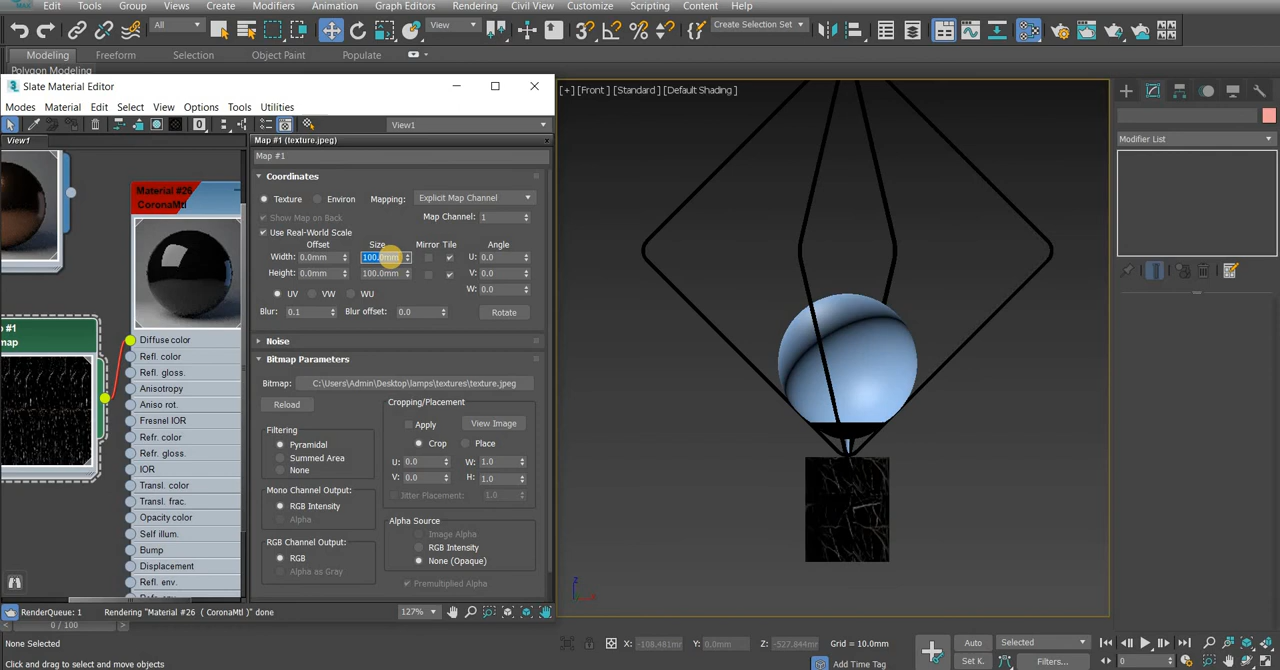 Edit Tools Group Views Create Modifiers Animation Graph Editors Rendering Civil View Customize Scripting Content Help
All View Create Selection Set
Modeling Freeform Selection Object Paint Populate
Polygon Modeling
Slate Material Editor
Modes Material Edit Select View Options Tools Utilities
View1
View1
Map #1 (texture.jpeg)
Map #1
Coordinates
Texture Environ Mapping: Explicit Map Channel
Show Map on Back Map Channel: 1
Use Real-World Scale
Offset Size Mirror Tile Angle
Width: 0.0mm 100.0mm U: 0.0
Height: 0.0mm 100.0mm V: 0.0
W: 0.0
UV VW WU
Blur: 0.1 Blur offset: 0.0 Rotate
Noise
Bitmap Parameters
Bitmap: C:\Users\Admin\Desktop\lamps\textures\texture.jpeg
Reload
Cropping/Placement
Apply View Image
Crop Place
U: 0.0 W: 1.0
V: 0.0 H: 1.0
Jitter Placement: 1.0
Filtering
Pyramidal
Summed Area
None
Mono Channel Output:
RGB Intensity
Alpha
RGB Channel Output:
RGB
Alpha as Gray
Alpha Source
Image Alpha
RGB Intensity
None (Opaque)
Premultiplied Alpha
Material #26
CoronaMtl
Diffuse color
Refl. color
Refl. gloss.
Anisotropy
Aniso rot.
Fresnel IOR
Refr. color
Refr. gloss.
IOR
Transl. color
Transl. frac.
Opacity color
Self illum.
Bump
Displacement
Refl. env.
RenderQueue: 1 Rendering "Material #26 ( CoronaMtl )" done
127%
[+] [Front ] [Standard ] [Default Shading ]
Modifier List
0 / 100
None Selected
Click and drag to select and move objects
X: -108.481mm Y: 0.0mm Z: -527.644mm Grid = 10.0mm
Add Time Tag
Auto Selected
Set K. Filters...
0